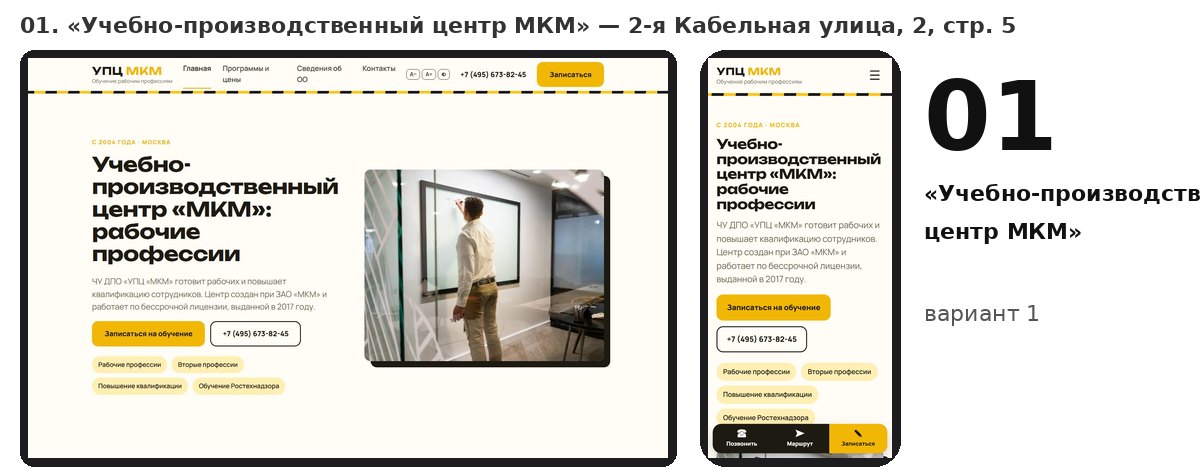 01. «Учебно-производственный центр МКМ» — 2-я Кабельная улица, 2, стр. 5
УПЦ МКМ
Обучение рабочим профессиям
Главная
Программы и
цены
Сведения об
ОО
Контакты
A−
A+
+7 (495) 673-82-45
Записаться
С 2004 ГОДА · МОСКВА
Учебно-
производственный
центр «МКМ»:
рабочие
профессии
ЧУ ДПО «УПЦ «МКМ» готовит рабочих и повышает
квалификацию сотрудников. Центр создан при ЗАО «МКМ» и
работает по бессрочной лицензии, выданной в 2017 году.
Записаться на обучение
+7 (495) 673-82-45
Рабочие профессии
Вторые профессии
Повышение квалификации
Обучение Ростехнадзора
УПЦ МКМ
Обучение рабочим профессиям
С 2004 ГОДА · МОСКВА
Учебно-
производственный
центр «МКМ»:
рабочие
профессии
ЧУ ДПО «УПЦ «МКМ» готовит рабочих и
повышает квалификацию сотрудников.
Центр создан при ЗАО «МКМ» и
работает по бессрочной лицензии,
выданной в 2017 году.
Записаться на обучение
+7 (495) 673-82-45
Рабочие профессии
Вторые профессии
Повышение квалификации
Обучение Ростехнадзора
Позвонить
Маршрут
Записаться
01
«Учебно-производств
центр МКМ»
вариант 1